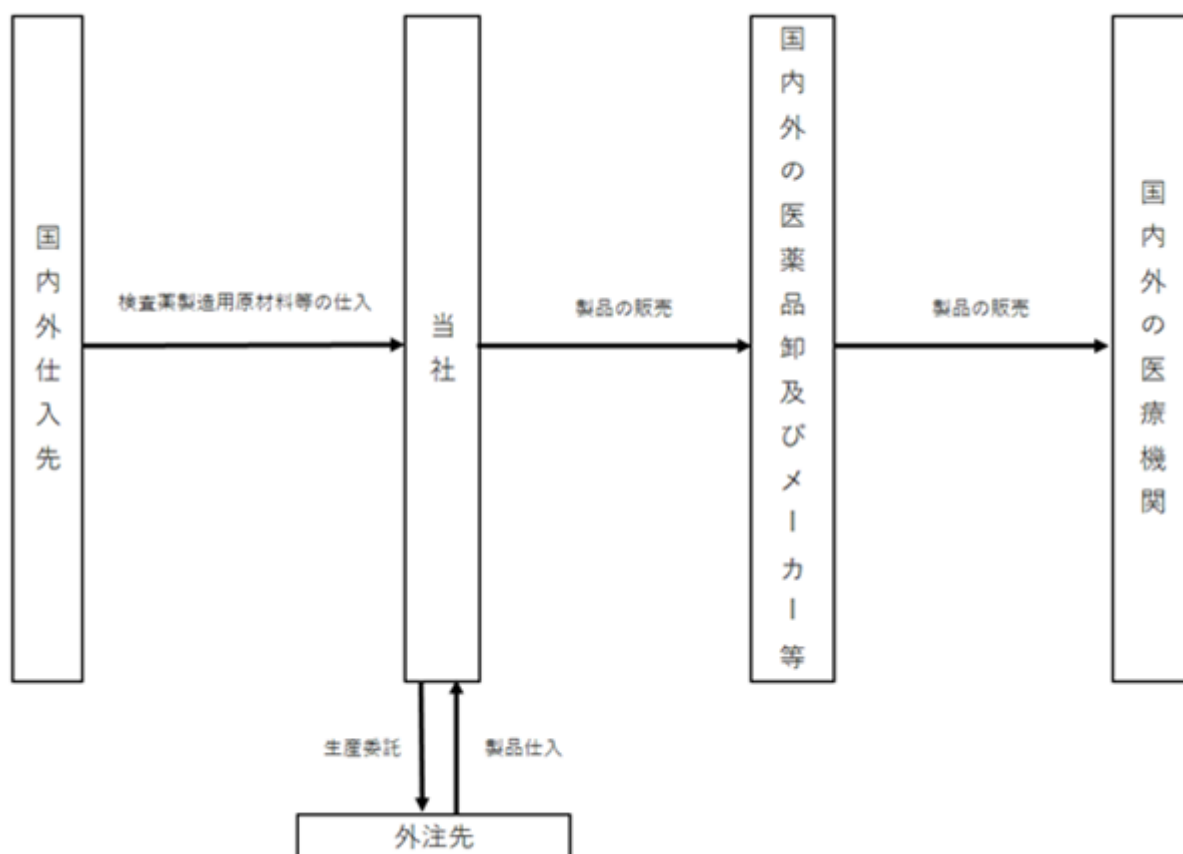 国内外仕入先
検査薬製造用原材料等の仕入
当社
製品の販売
国内外の医薬品卸及びメーカー等
製品の販売
国内外の医療機関
生産委託
製品仕入
外注先